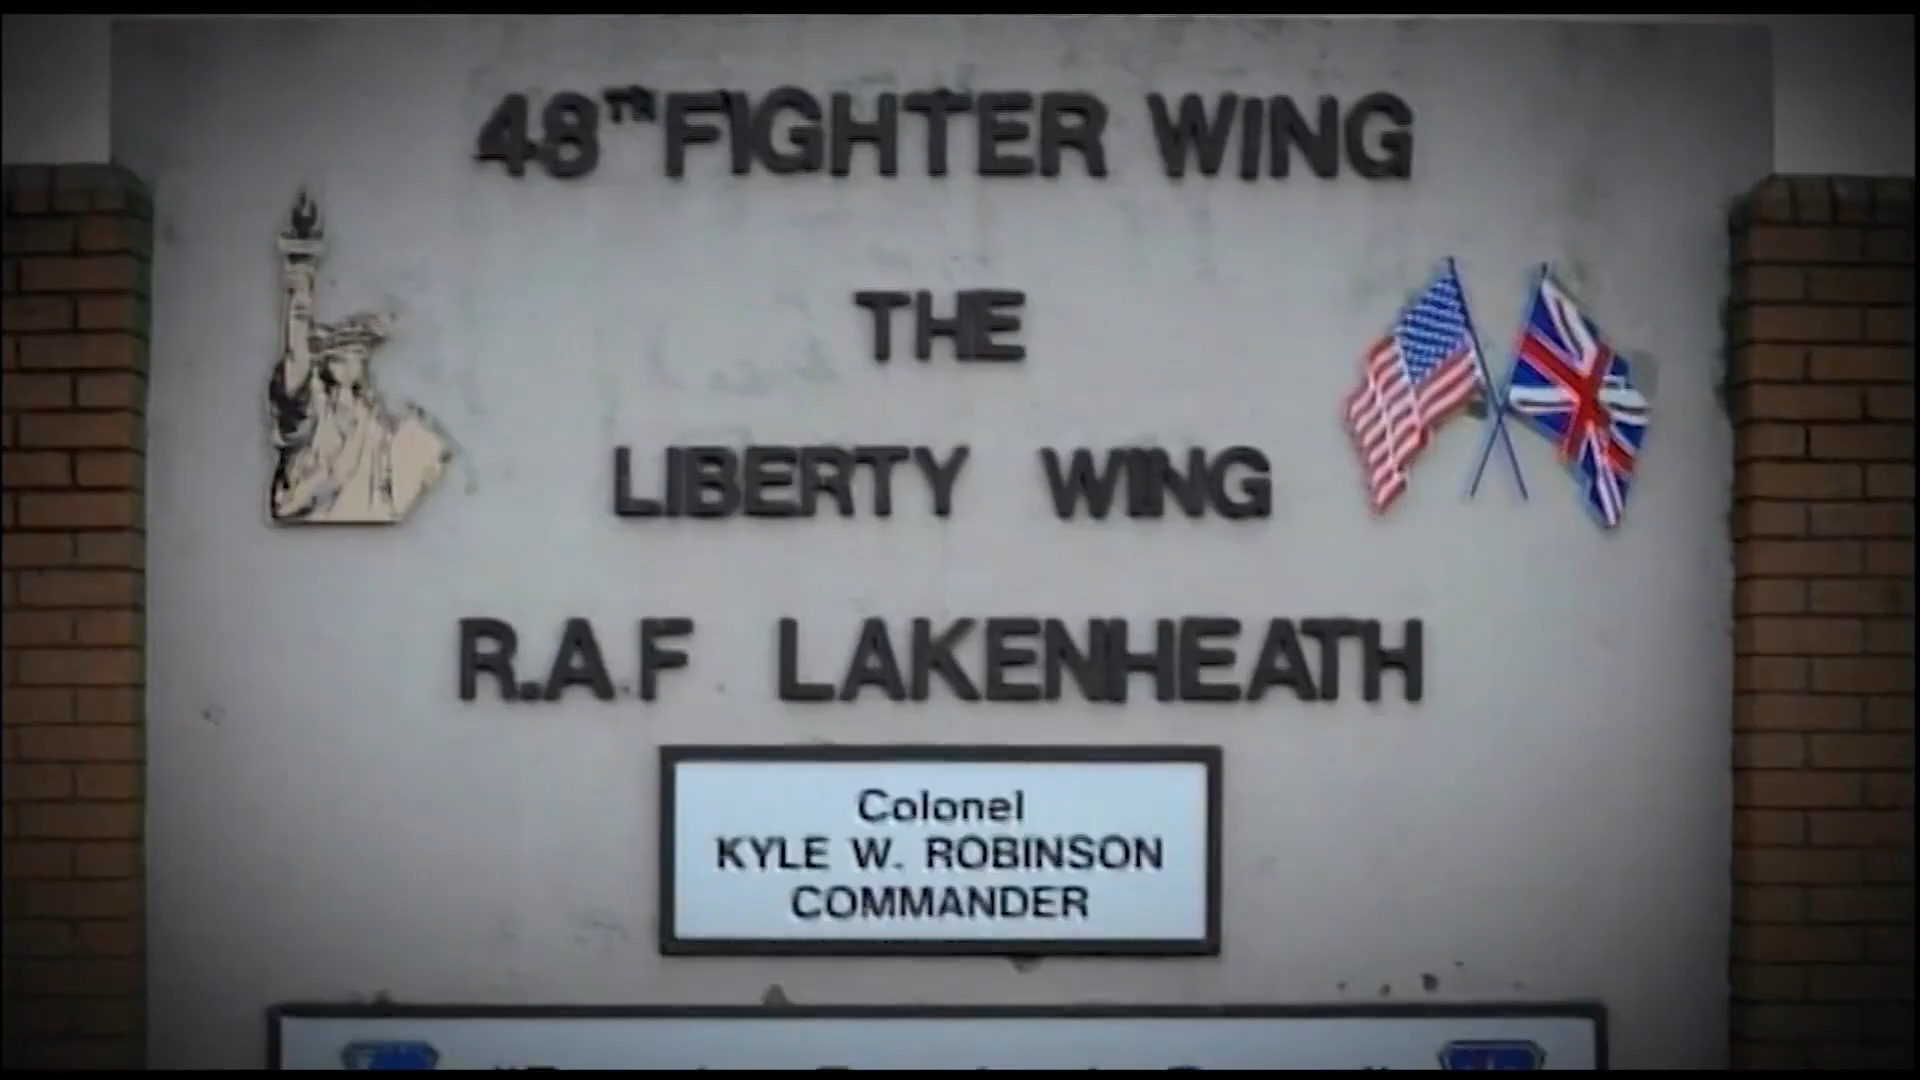 48TH FIGHTER WING
THE
LIBERTY WING
R.A.F LAKENHEATH
Colonel
KYLE W. ROBINSON
COMMANDER